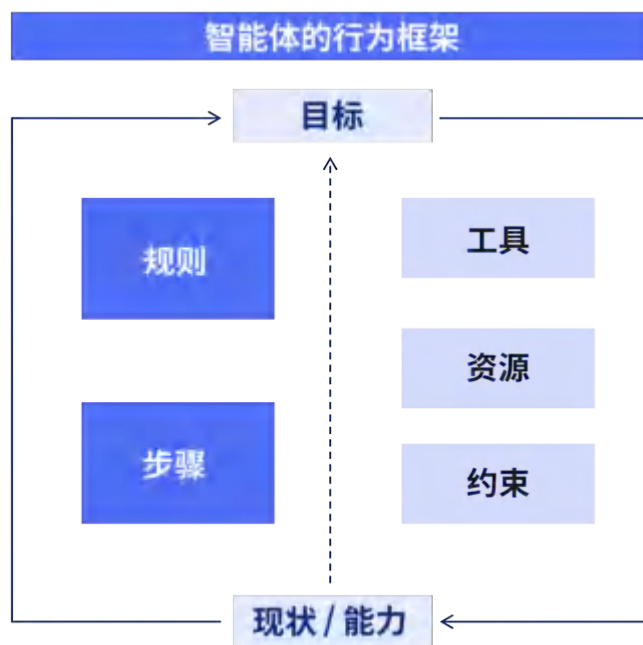 智能体的行为框架
目标
规则
工具
资源
步骤
约束
现状 / 能力